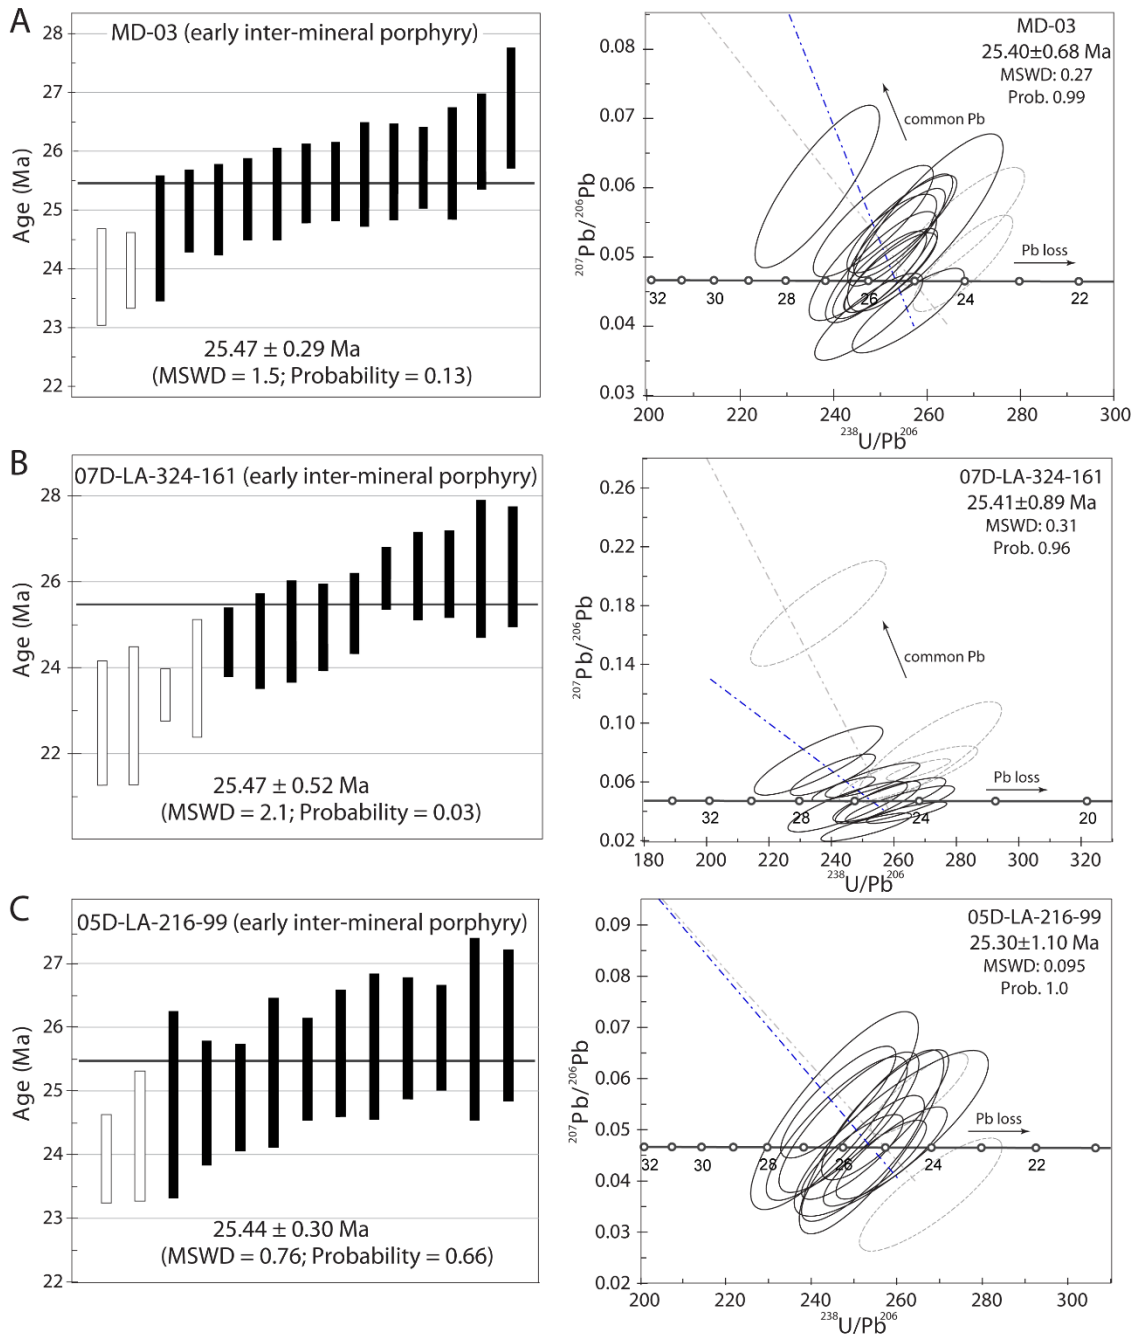 A
MD-03 (early inter-mineral porphyry)
Age (Ma)
28
27
26
25
24
23
22
25.47 ± 0.29 Ma
(MSWD = 1.5; Probability = 0.13)
MD-03
25.40±0.68 Ma
MSWD: 0.27
Prob. 0.99
common Pb
Pb loss
207Pb/206Pb
0.08
0.07
0.06
0.05
0.04
0.03
32 30 28 26 24 22
200 220 240 260 280 300
238U/Pb206
B
07D-LA-324-161 (early inter-mineral porphyry)
Age (Ma)
28
26
24
22
25.47 ± 0.52 Ma
(MSWD = 2.1; Probability = 0.03)
07D-LA-324-161
25.41±0.89 Ma
MSWD: 0.31
Prob. 0.96
common Pb
Pb loss
207Pb/206Pb
0.26
0.22
0.18
0.14
0.10
0.06
0.02
32 28 24 20
180 200 220 240 260 280 300 320
238U/Pb206
C
05D-LA-216-99 (early inter-mineral porphyry)
Age (Ma)
27
26
25
24
23
22
25.44 ± 0.30 Ma
(MSWD = 0.76; Probability = 0.66)
05D-LA-216-99
25.30±1.10 Ma
MSWD: 0.095
Prob. 1.0
Pb loss
207Pb/206Pb
0.09
0.08
0.07
0.06
0.05
0.04
0.03
0.02
32 30 28 26 24 22
200 220 240 260 280 300
238U/Pb206